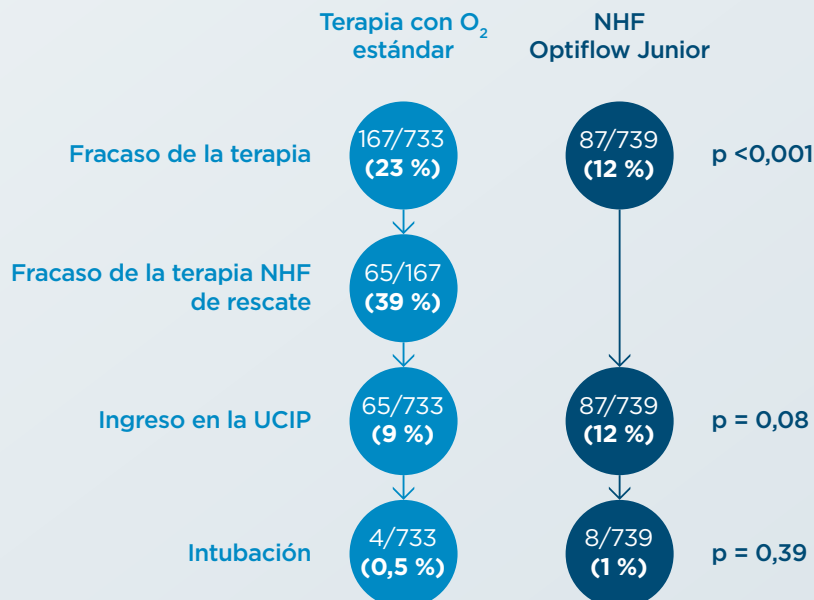 Terapia con O₂
estándar
NHF
Optiflow Junior
Fracaso de la terapia
167/733
(23 %)
87/739
(12 %)
p <0,001
Fracaso de la terapia NHF
de rescate
65/167
(39 %)
Ingreso en la UCIP
65/733
(9 %)
87/739
(12 %)
p = 0,08
Intubación
4/733
(0,5 %)
8/739
(1 %)
p = 0,39